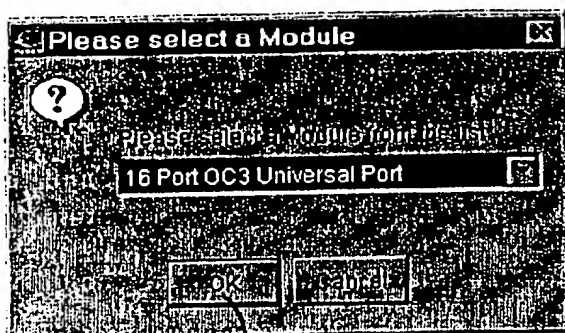 Please select a Module
?
Please select a Module from the list
16 Port OC3 Universal Port
OK Cancel